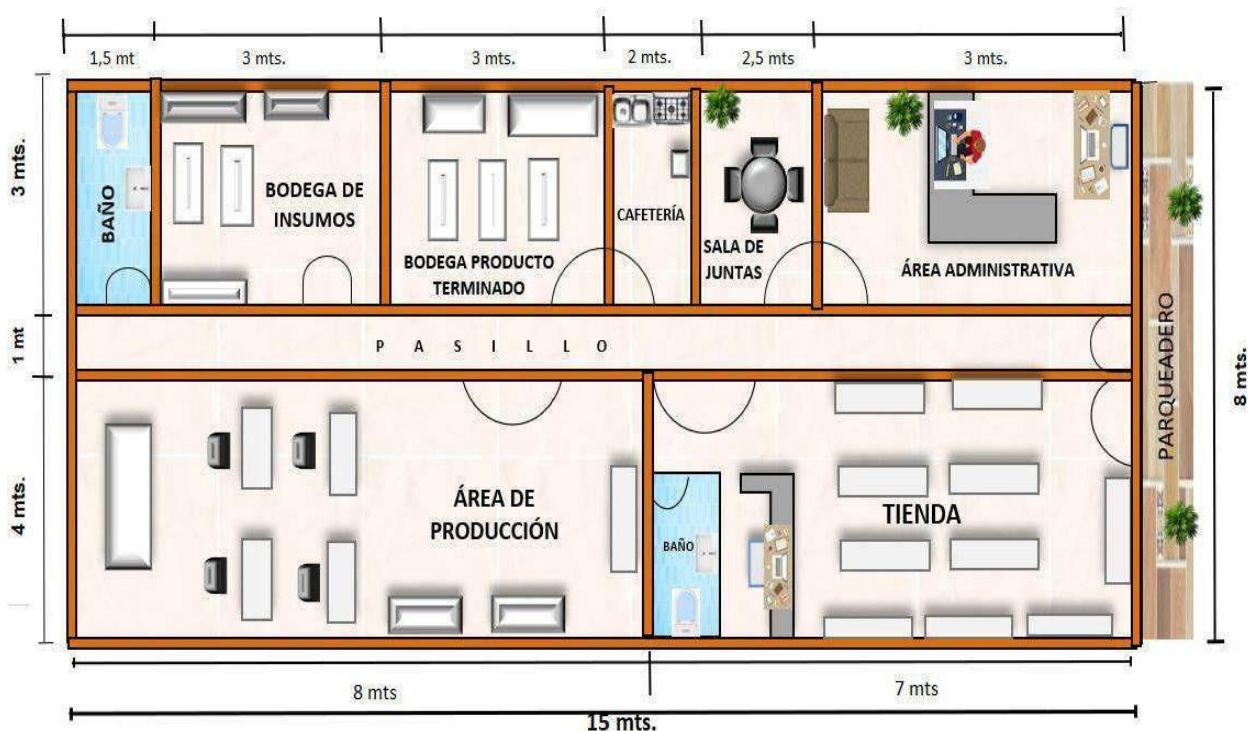 1,5 mt
3 mts.
3 mts.
2 mts.
2,5 mts
3 mts.
3 mts.
1 mt
4 mts.
8 mts.
BAÑO
BODEGA DE
INSUMOS
BODEGA PRODUCTO
TERMINADO
CAFETERÍA
SALA DE
JUNTAS
ÁREA ADMINISTRATIVA
PASILLO
PARQUEADERO
ÁREA DE
PRODUCCIÓN
BAÑO
TIENDA
8 mts
7 mts
15 mts.